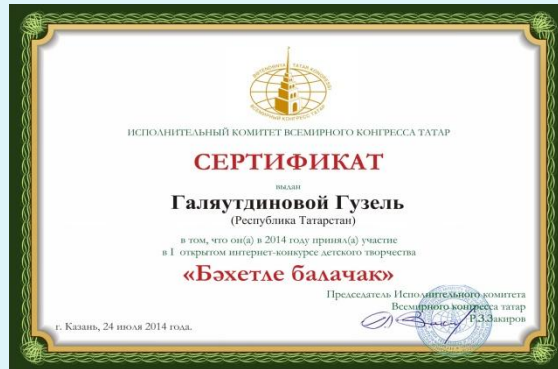 ИСПОЛНИТЕЛЬНЫЙ КОМИТЕТ ВСЕМИРНОГО КОНГРЕССА ТАТАР
СЕРТИФИКАТ
выдан
Галяутдиновой Гузель
(Республика Татарстан)
в том, что он(а) в 2014 году принял(а) участие
в I открытом интернет-конкурсе детского творчества
«Бәхетле балачак»
Председатель Исполнительного комитета
Всемирного конгресса татар
Р.З.Закиров
г. Казань, 24 июля 2014 года.